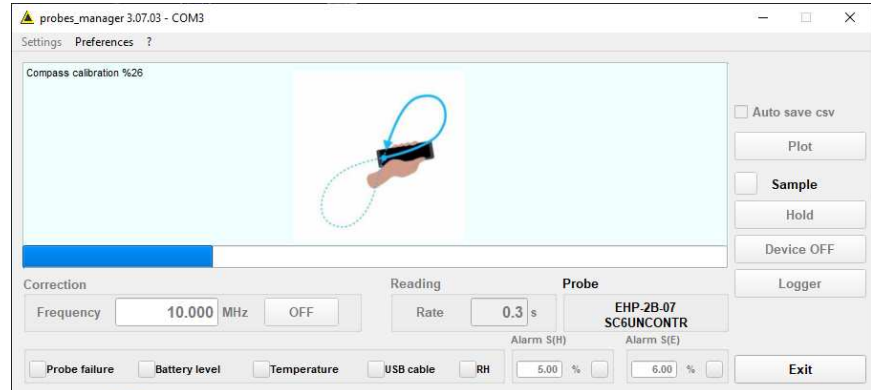 probes_manager 3.07.03 - COM3
Settings Preferences ?
Compass calibration %26
Auto save csv
Plot
Sample
Hold
Device OFF
Logger
Correction
Frequency 10.000 MHz OFF
Reading
Rate 0.3 s
Probe
EHP-2B-07
SC6UNCONTR
Alarm S(H) Alarm S(E)
Probe failure Battery level Temperature USB cable RH 5.00 % 6.00 %
Exit